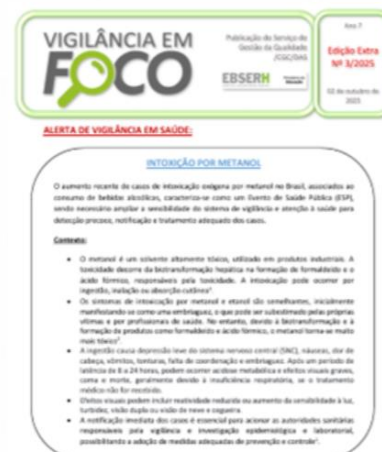 VIGILÂNCIA EM
FOCO
Publicação do Serviço de
Gestão da Qualidade
/CGC/DAS
EBSERH
Ano 7
Edição Extra
Nº 3/2025
02 de outubro de
2025
ALERTA DE VIGILÂNCIA EM SAÚDE:
INTOXICAÇÃO POR METANOL
O aumento recente de casos de intoxicação exógena por metanol no Brasil, associados ao
consumo de bebidas alcoólicas, caracteriza-se como um Evento de Saúde Pública (ESP),
sendo necessário ampliar a sensibilidade do sistema de vigilância e atenção à saúde para
detecção precoce, notificação e tratamento adequado dos casos.
Contexto:
• O metanol é um solvente altamente tóxico, utilizado em produtos industriais. A
toxicidade decorre da biotransformação hepática na formação de formaldeído e o
ácido fórmico, responsáveis pela toxicidade. A intoxicação pode ocorrer por
ingestão, inalação ou absorção cutânea
• Os sintomas de intoxicação por metanol e etanol são semelhantes, inicialmente
manifestando-se como uma embriaguez, o que pode ser subestimado pelas próprias
vítimas e por profissionais de saúde. No entanto, devido à biotransformação e à
formação de produtos como formaldeído e ácido fórmico, o metanol torna-se muito
mais tóxico
• A ingestão causa depressão leve do sistema nervoso central (SNC), náuseas, dor de
cabeça, vômitos, tonturas, falta de coordenação e embriaguez. Após um período de
latência de 8 a 24 horas, podem ocorrer acidose metabólica e efeitos visuais graves,
coma e morte, geralmente devido à insuficiência respiratória, se o tratamento
médico não for recebido.
• Efeitos visuais podem incluir reatividade reduzida ou aumento da sensibilidade à luz,
turbidez, visão dupla ou visão de neve e cegueira.
• A notificação imediata dos casos é essencial para acionar as autoridades sanitárias
responsáveis pela vigilância e investigação epidemiológica e laboratorial,
possibilitando a adoção de medidas adequadas de prevenção e controle